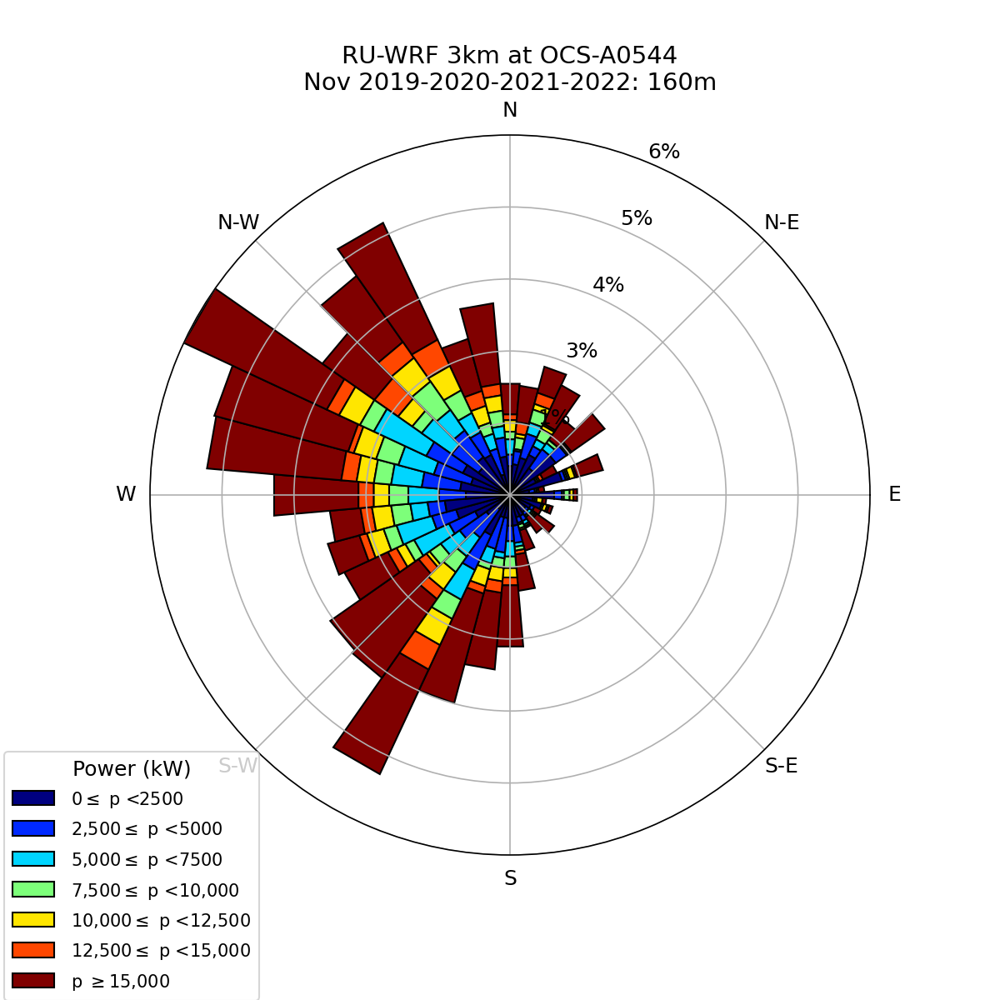 RU-WRF 3km at OCS-A0544
Nov 2019-2020-2021-2022: 160m
N
6%
5%
N-W
N-E
4%
3%
W
E
S-W
S-E
S
Power (kW)
0≤ p <2500
2,500≤ p <5000
5,000≤ p <7500
7,500≤ p <10,000
10,000≤ p <12,500
12,500≤ p <15,000
p ≥15,000